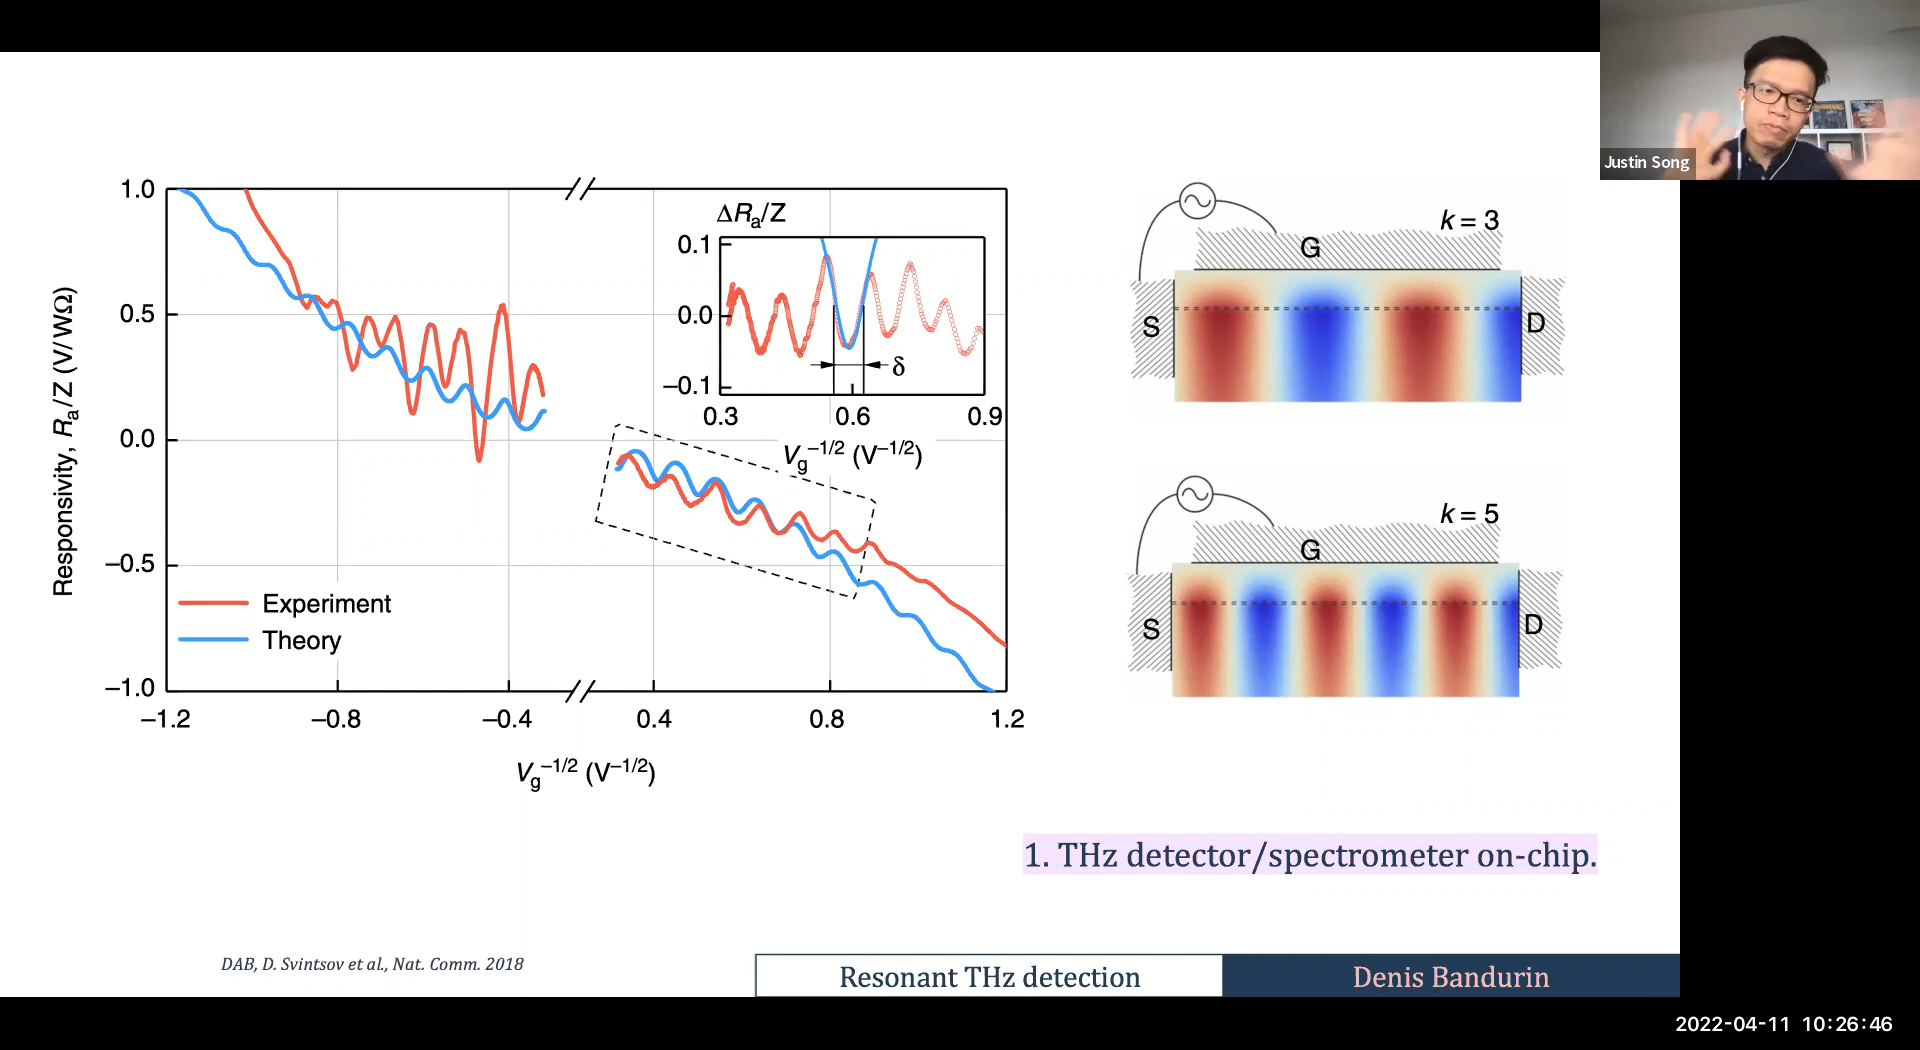 Justin Song
1.0
0.5
0.0
−0.5
−1.0
Responsivity, Ra/Z (V/WΩ)
ΔRa/Z
0.1
0.0
−0.1
δ
0.3 0.6 0.9
Vg−1/2 (V−1/2)
Experiment
Theory
−1.2 −0.8 −0.4 0.4 0.8 1.2
Vg−1/2 (V−1/2)
k = 3
G
S D
k = 5
G
S D
1. THz detector/spectrometer on-chip.
DAB, D. Svintsov et al., Nat. Comm. 2018
Resonant THz detection Denis Bandurin
2022-04-11 10:26:46